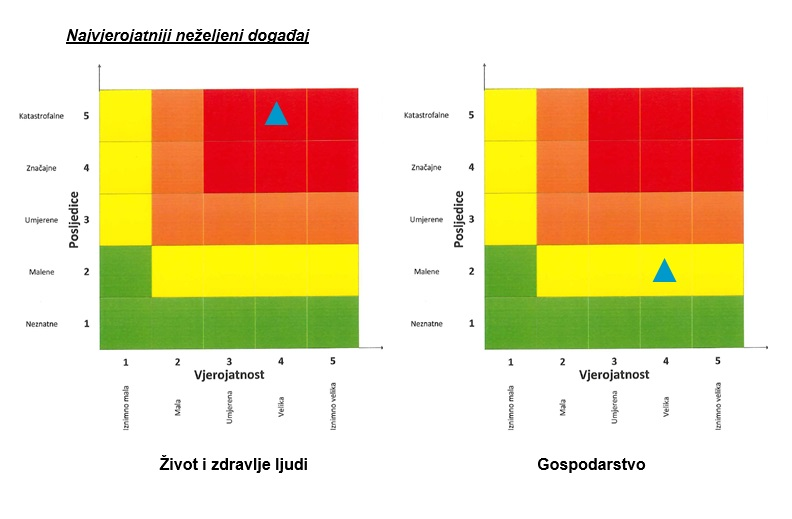 Najvjerojatniji neželjeni događaj
Katastrofalne 5
Značajne 4
Umjerene 3
Malene 2
Neznatne 1
Posljedice
1 2 3 4 5
Vjerojatnost
Iznimno mala
Mala
Umjerena
Velika
Iznimno velika
Život i zdravlje ljudi
Katastrofalne 5
Značajne 4
Umjerene 3
Malene 2
Neznatne 1
Posljedice
1 2 3 4 5
Vjerojatnost
Iznimno mala
Mala
Umjerena
Velika
Iznimno velika
Gospodarstvo